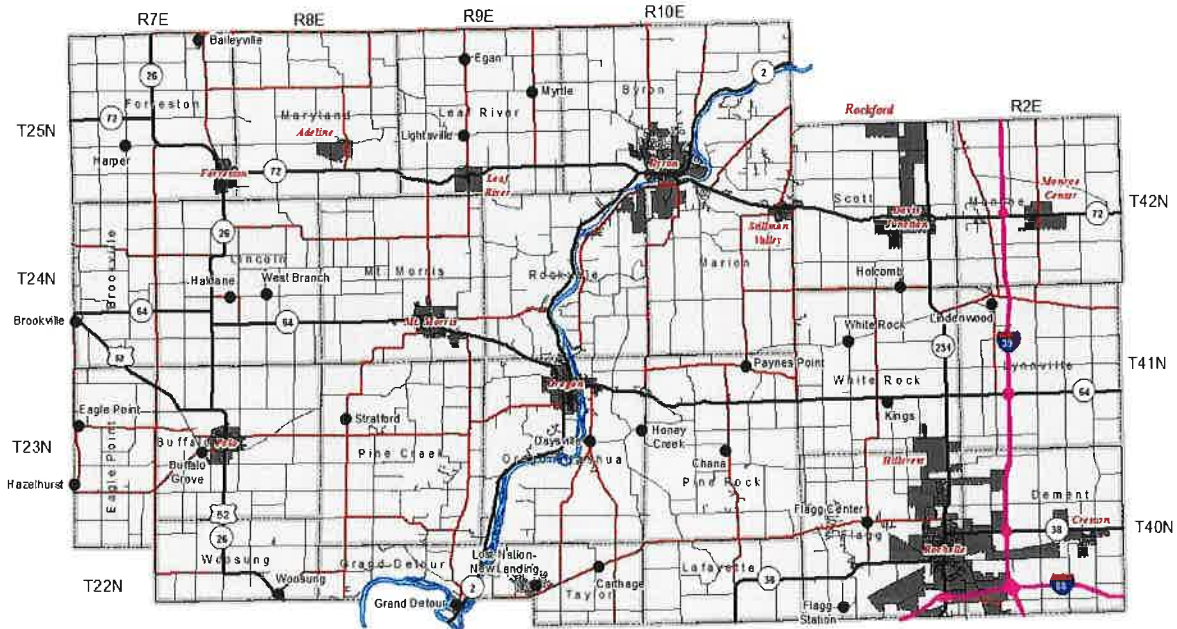 R7E
R8E
R9E
R10E
Baileyville
Egan
2
26
Forreston
Maryland
Leaf River
Myrtle
Byron
Rockford
R2E
T25N
72
Adeline
Lightsville
Harper
Forreston
72
Leaf
River
Byron
Scott
Monroe
Monroe
Center
T42N
Stillman
Valley
Davis
Junction
72
26
Lincoln
Brookville
Mt. Morris
Rockvale
Marion
T24N
Haldane
West Branch
Holcomb
Brookville
64
64
Mt. Morris
Lindenwood
White Rock
52
251
39
Lynnville
T41N
Paynes Point
White Rock
64
Oregon
Kings
Eagle Point
Stratford
Buffalo
Polo
Daysville
Honey
Creek
T23N
Eagle Point
Buffalo
Grove
Pine Creek
Chana
Hillcrest
Hazelhurst
Pine Rock
Dement
52
Flagg Center
Creston
T40N
26
Flagg
38
Woosung
Grand Detour
Lost Nation-
New Landing
Rochelle
T22N
Woosung
Carthage
Lafayette
38
2
Taylor
Grand Detour
Flagg
Station